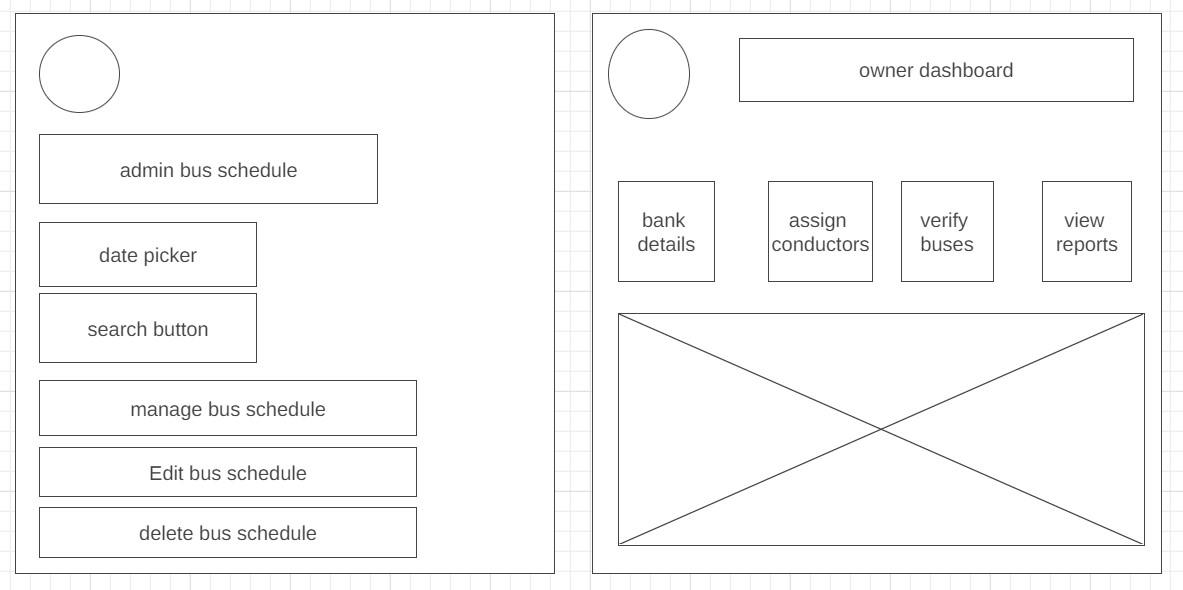 admin bus schedule
date picker
search button
manage bus schedule
Edit bus schedule
delete bus schedule
owner dashboard
bank
details
assign
conductors
verify
buses
view
reports